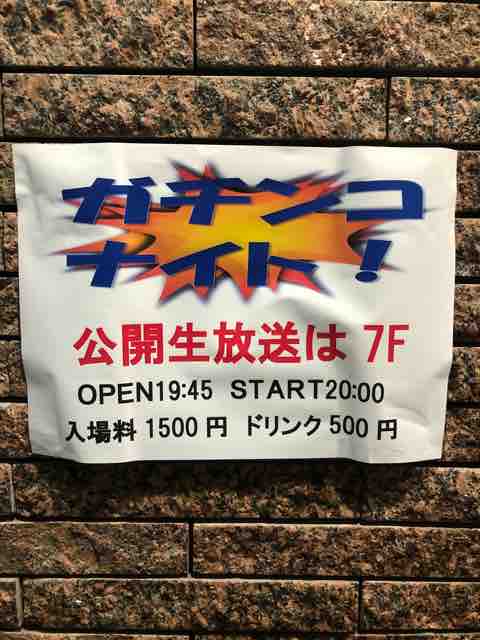 ガチンコ
ナイト!
公開生放送は 7F
OPEN19:45 START20:00
入場料 1500 円 ドリンク 500 円